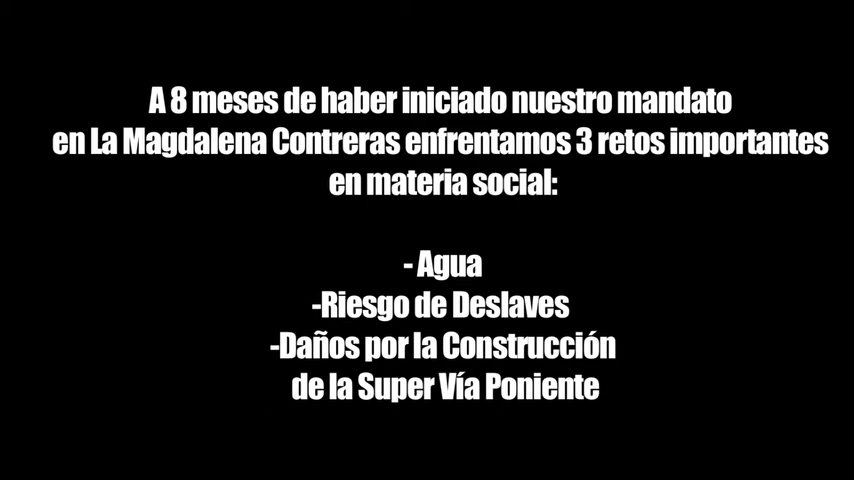 A 8 meses de haber iniciado nuestro mandato
en La Magdalena Contreras enfrentamos 3 retos importantes
en materia social:
- Agua
-Riesgo de Deslaves
-Daños por la Construcción
de la Super Vía Poniente